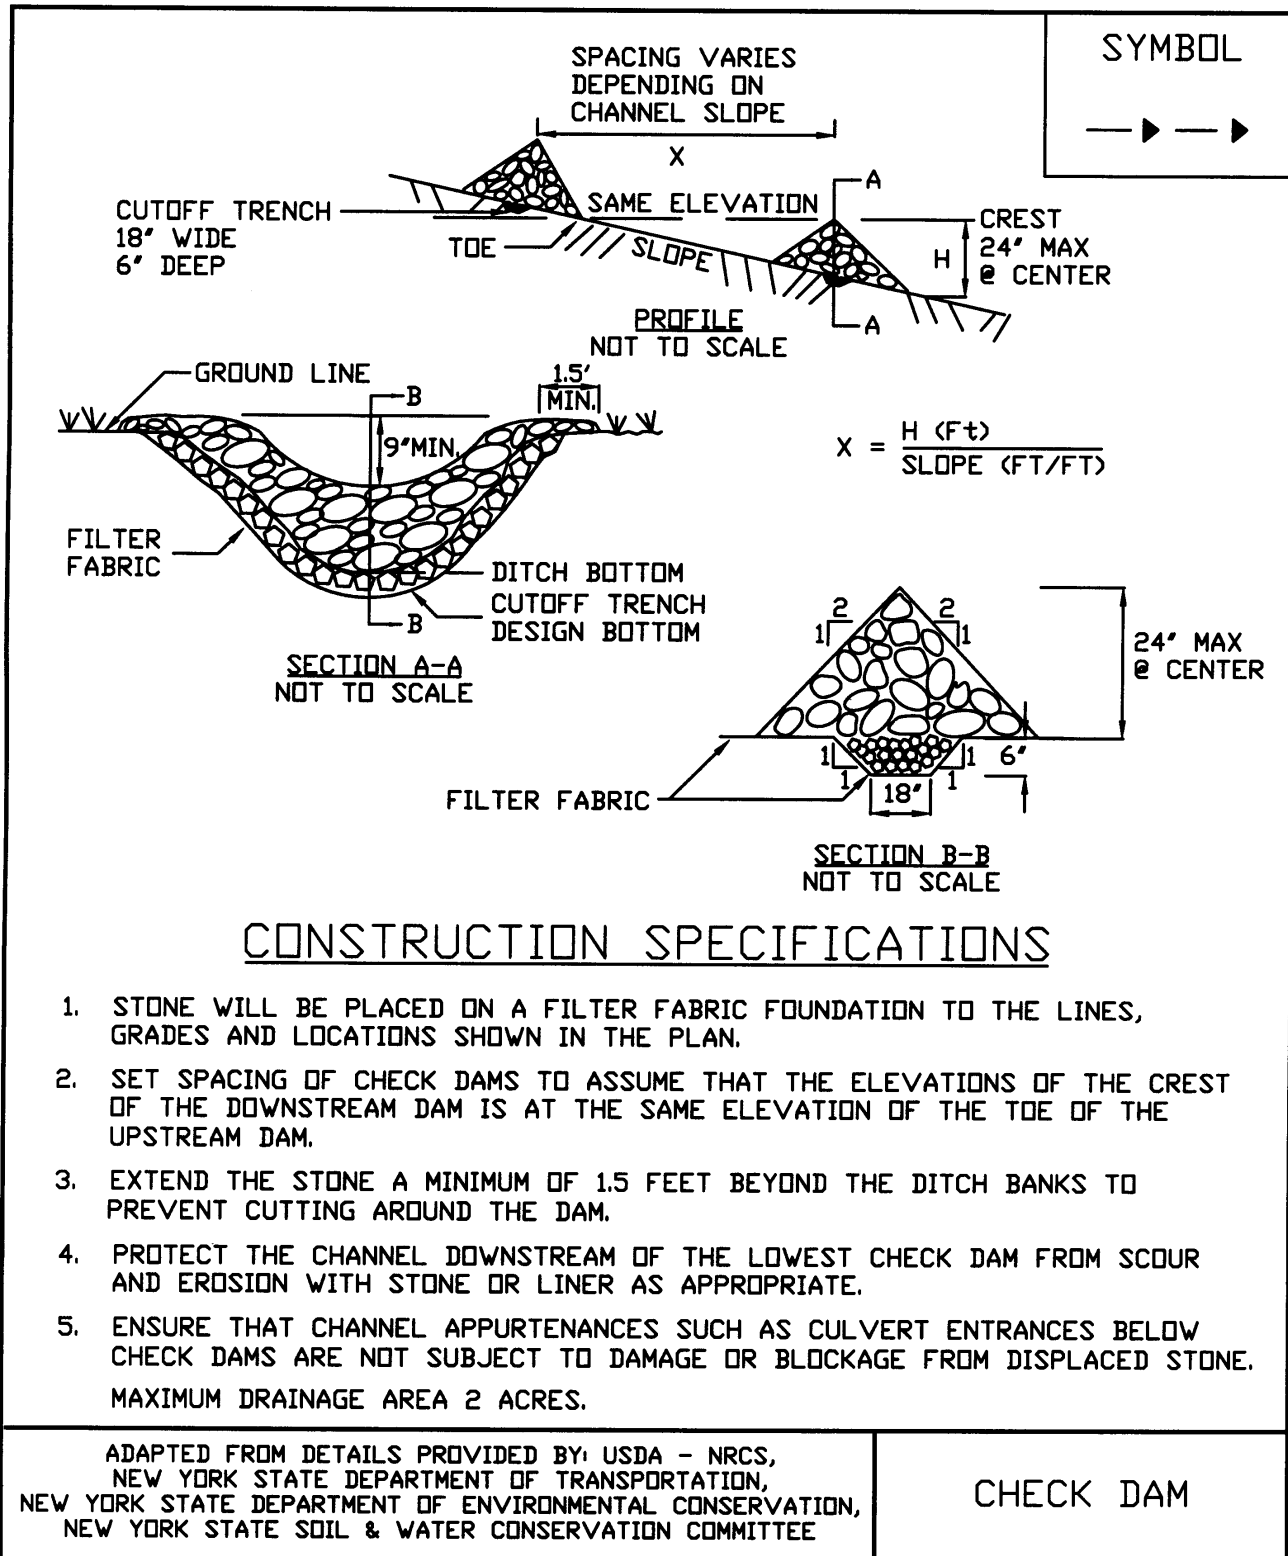 SYMBOL
SPACING VARIES
DEPENDING ON
CHANNEL SLOPE
X
A
CUTOFF TRENCH
18" WIDE
6" DEEP
SAME ELEVATION
TOE
SLOPE
H
CREST
24" MAX
@ CENTER
A
PROFILE
NOT TO SCALE
GROUND LINE
B
1.5'
MIN.
9"MIN.
X = H (Ft)
SLOPE (FT/FT)
FILTER
FABRIC
DITCH BOTTOM
CUTOFF TRENCH
DESIGN BOTTOM
B
SECTION A-A
NOT TO SCALE
2
1
2
1
24" MAX
@ CENTER
1
1
1
1
6"
18"
FILTER FABRIC
SECTION B-B
NOT TO SCALE
CONSTRUCTION SPECIFICATIONS
1. STONE WILL BE PLACED ON A FILTER FABRIC FOUNDATION TO THE LINES,
GRADES AND LOCATIONS SHOWN IN THE PLAN.
2. SET SPACING OF CHECK DAMS TO ASSUME THAT THE ELEVATIONS OF THE CREST
OF THE DOWNSTREAM DAM IS AT THE SAME ELEVATION OF THE TOE OF THE
UPSTREAM DAM.
3. EXTEND THE STONE A MINIMUM OF 1.5 FEET BEYOND THE DITCH BANKS TO
PREVENT CUTTING AROUND THE DAM.
4. PROTECT THE CHANNEL DOWNSTREAM OF THE LOWEST CHECK DAM FROM SCOUR
AND EROSION WITH STONE OR LINER AS APPROPRIATE.
5. ENSURE THAT CHANNEL APPURTENANCES SUCH AS CULVERT ENTRANCES BELOW
CHECK DAMS ARE NOT SUBJECT TO DAMAGE OR BLOCKAGE FROM DISPLACED STONE.
MAXIMUM DRAINAGE AREA 2 ACRES.
ADAPTED FROM DETAILS PROVIDED BY: USDA - NRCS,
NEW YORK STATE DEPARTMENT OF TRANSPORTATION,
NEW YORK STATE DEPARTMENT OF ENVIRONMENTAL CONSERVATION,
NEW YORK STATE SOIL & WATER CONSERVATION COMMITTEE
CHECK DAM